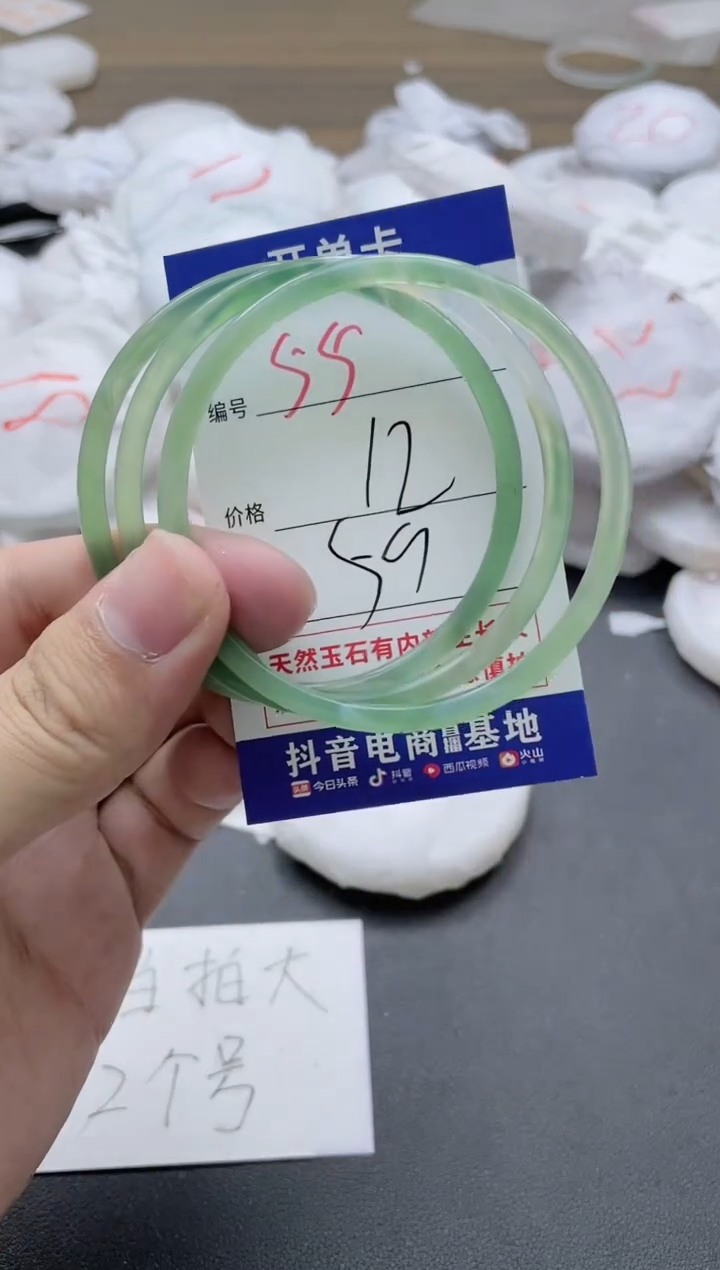 开单卡
编号 55
价格 12
59
天然玉石有内
抖音电商直播基地
今日头条 抖音 西瓜视频 火山
拍大
2个号